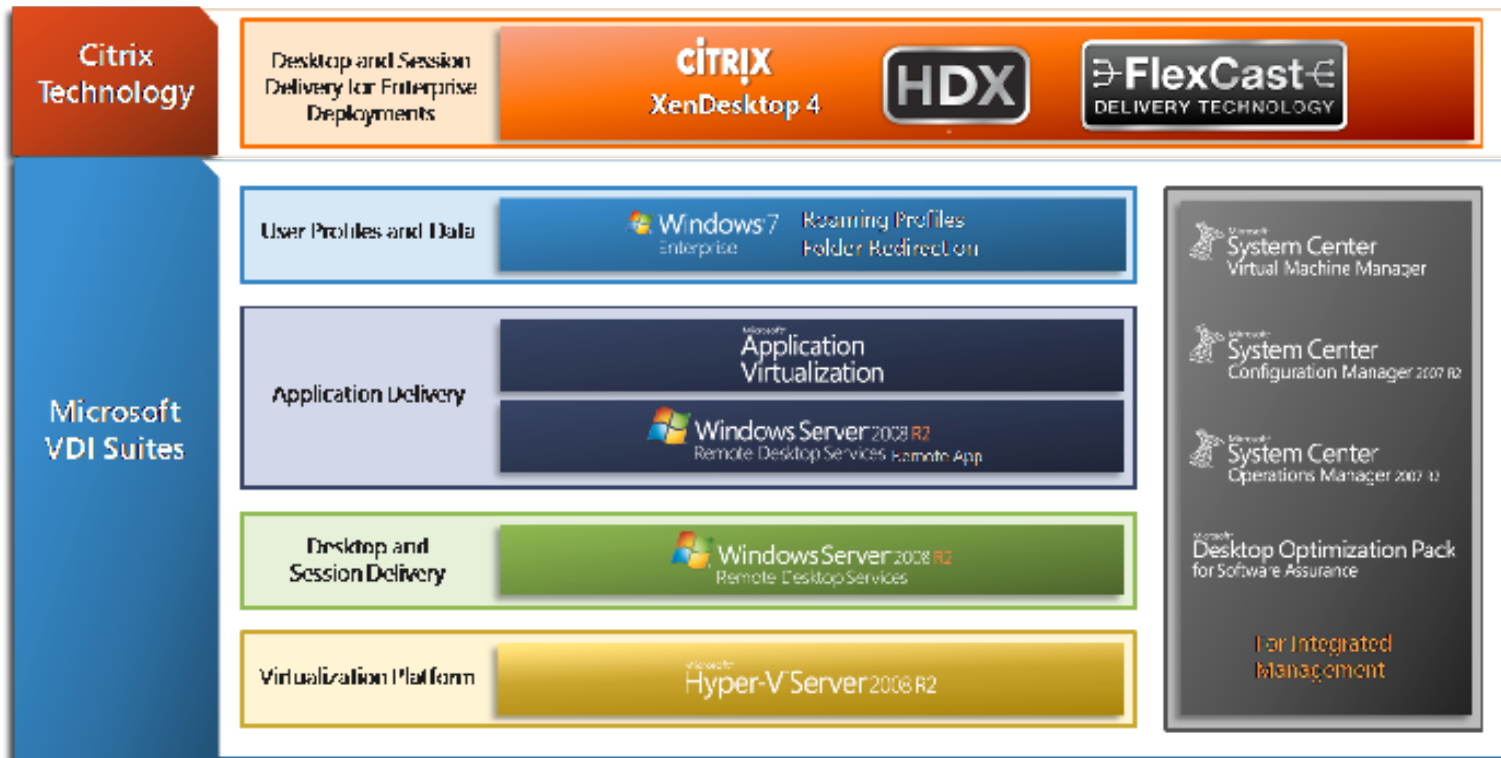 Citrix
Technology
Desktop and Session
Delivery for Enterprise
Deployments
CİTRIX
XenDesktop 4
HDX
FlexCast
DELIVERY TECHNOLOGY
Microsoft
VDI Suites
User Profiles and Data
Windows 7
Enterprise
Roaming Profiles
Folder Redirection
Application Delivery
Microsoft
Application
Virtualization
Windows Server 2008 R2
Remote Desktop Services Remote App
Desktop and
Session Delivery
Windows Server 2008 R2
Remote Desktop Services
Virtualization Platform
Microsoft
Hyper-V Server 2008 R2
Microsoft
System Center
Virtual Machine Manager
Microsoft
System Center
Configuration Manager 2007 R2
Microsoft
System Center
Operations Manager 2007 R2
Microsoft
Desktop Optimization Pack
for Software Assurance
For Integrated
Management